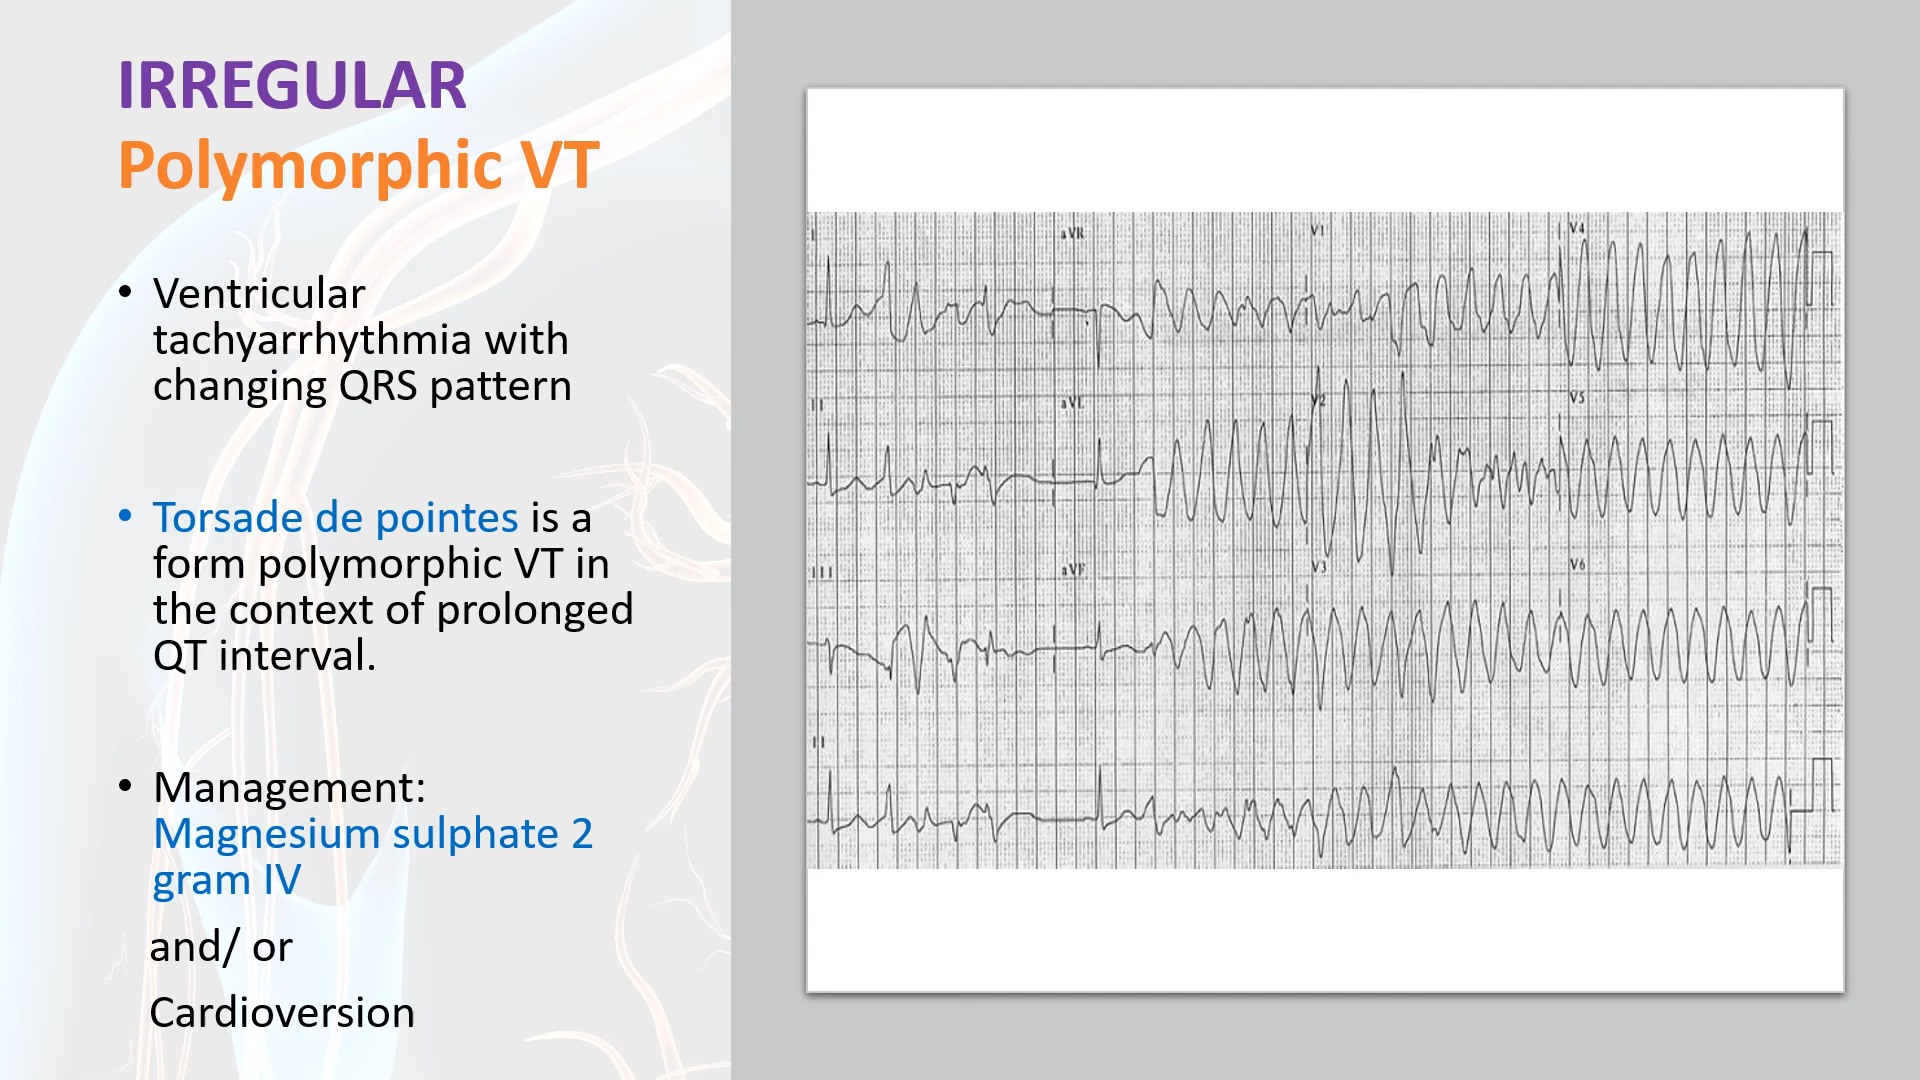 IRREGULAR
Polymorphic VT
• Ventricular
tachyarrhythmia with
changing QRS pattern
• Torsade de pointes is a
form polymorphic VT in
the context of prolonged
QT interval.
• Management:
Magnesium sulphate 2
gram IV
and/ or
Cardioversion
I aVR V1 V4
II aVL V2 V5
III aVF V3 V6
II